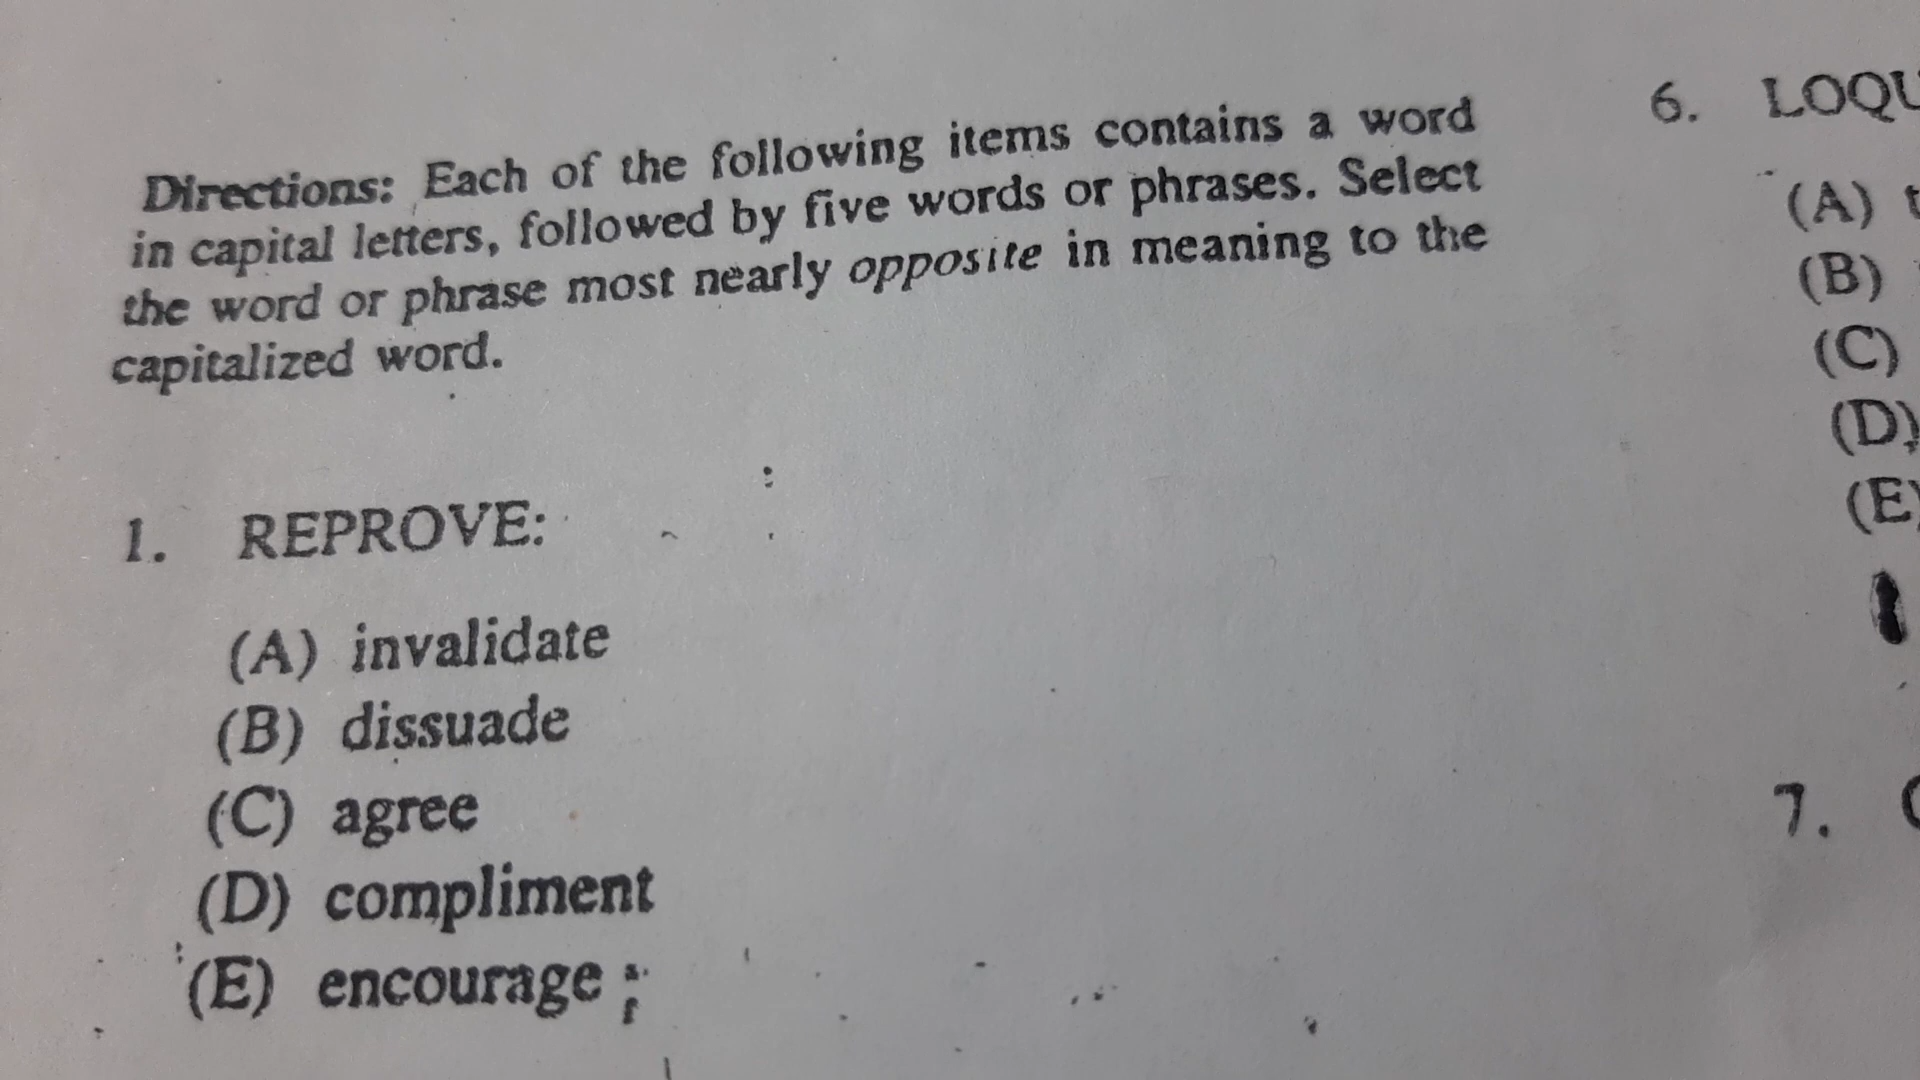 Directions: Each of the following items contains a word
in capital letters, followed by five words or phrases. Select
the word or phrase most nearly opposite in meaning to the
capitalized word.
1. REPROVE:
(A) invalidate
(B) dissuade
(C) agree
(D) compliment
(E) encourage
6. LOQU
(A)
(B)
(C)
(D)
(E)
7.